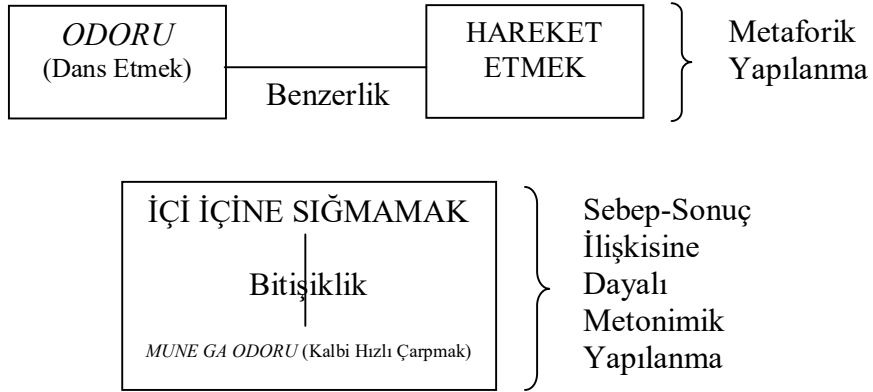 ODORU
(Dans Etmek)
Benzerlik
HAREKET
ETMEK
Metaforik
Yapılanma
İÇİ İÇİNE SIĞMAMAK
Bitişiklik
MUNE GA ODORU (Kalbi Hızlı Çarpmak)
Sebep-Sonuç
İlişkisine
Dayalı
Metonimik
Yapılanma